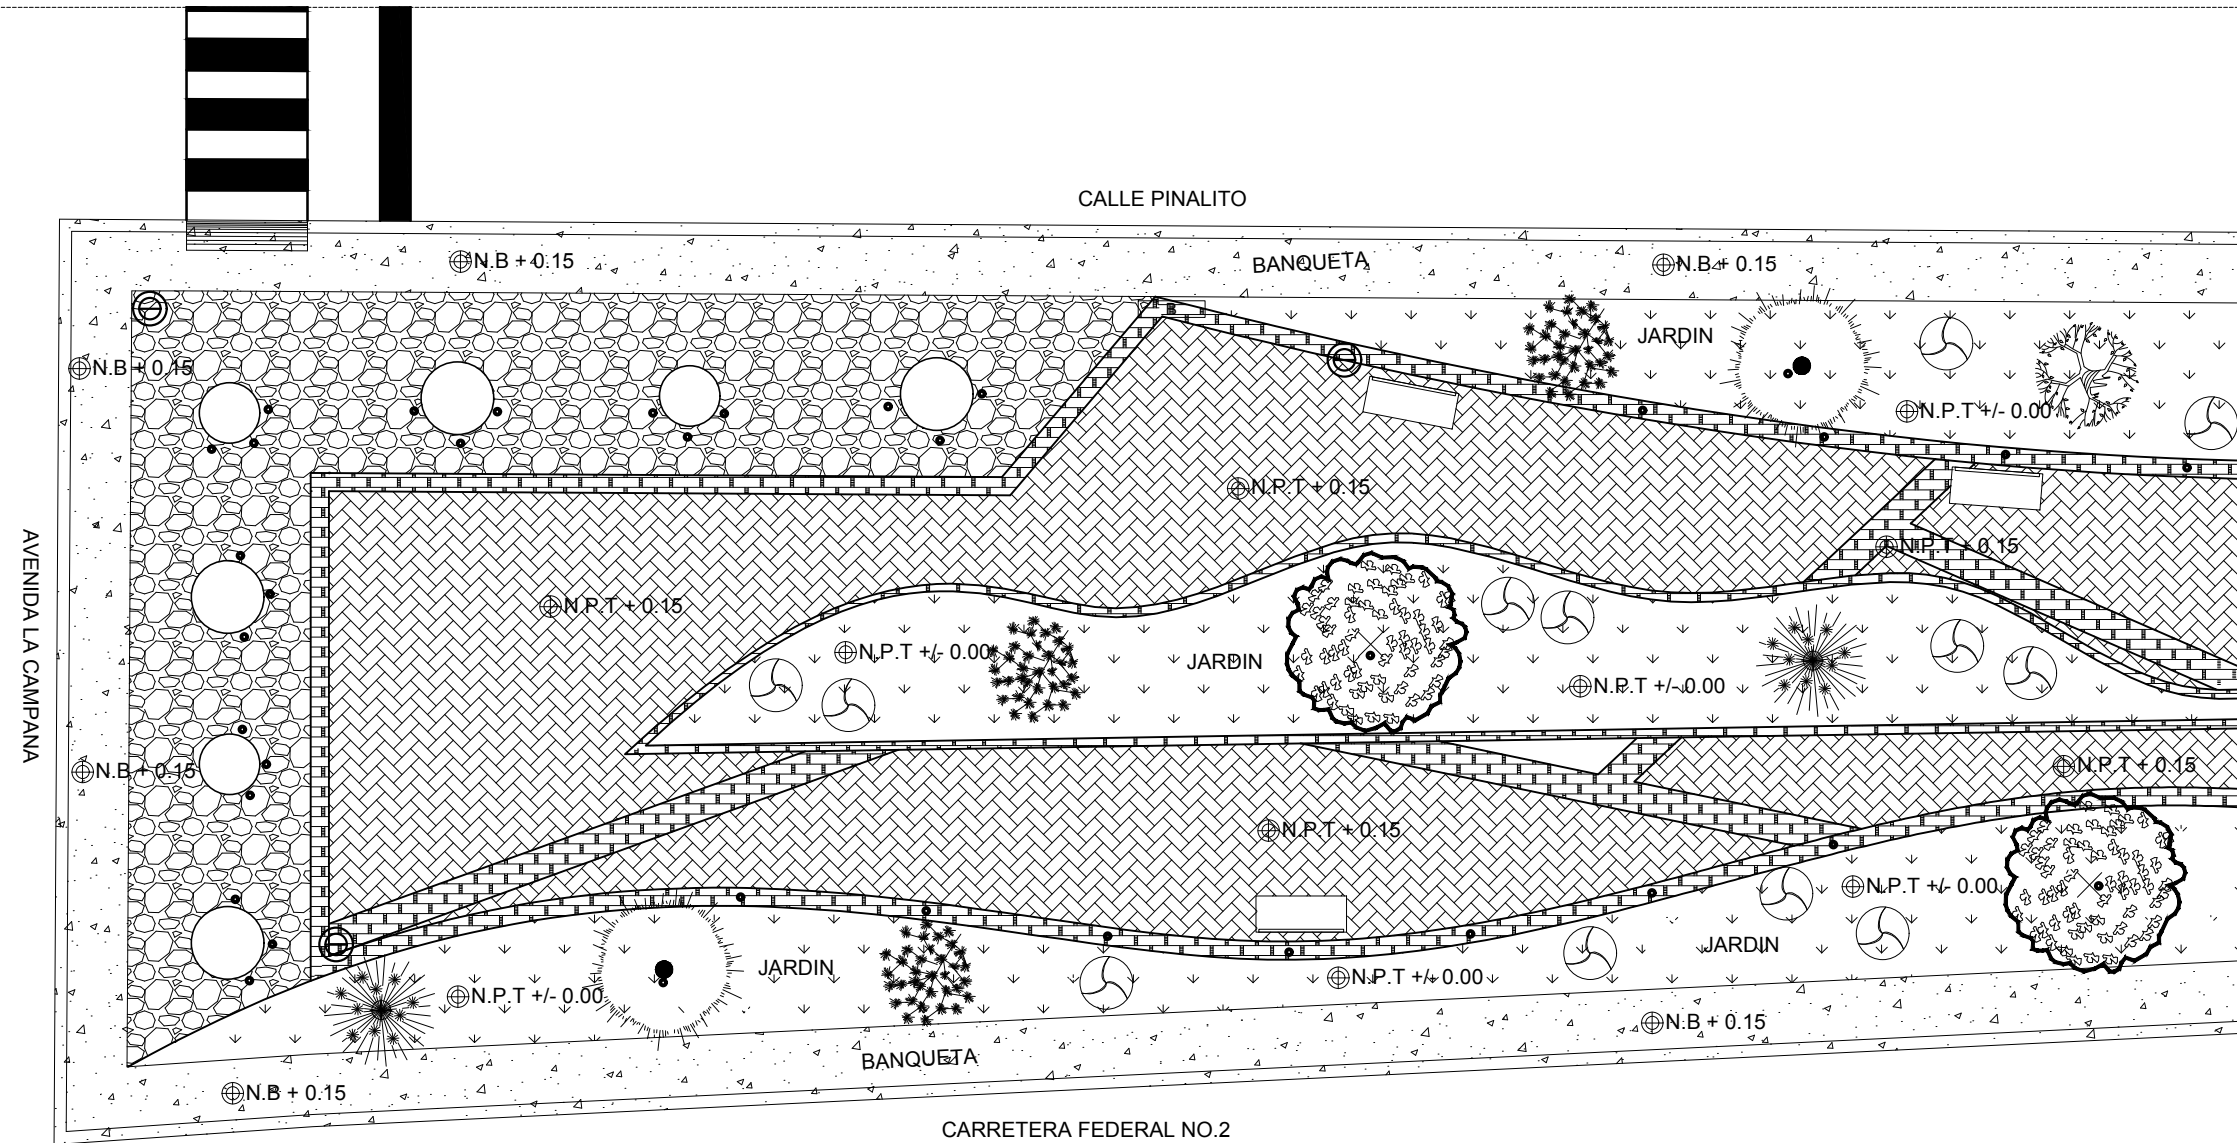 CALLE PINALITO
N.B + 0.15
BANQUETA
N.B + 0.15
B
JARDIN
N.B + 0.15
N.P.T +/- 0.00
N.P.T + 0.15
N.P.T + 0.15
N.P.T + 0.15
AVENIDA LA CAMPANA
N.P.T +/- 0.00
JARDIN
N.P.T +/- 0.00
N.B + 0.15
N.P.T + 0.15
N.P.T + 0.15
N.P.T +/- 0.00
JARDIN
JARDIN
N.P.T +/- 0.00
N.P.T +/- 0.00
N.B + 0.15
BANQUETA
N.B + 0.15
CARRETERA FEDERAL NO.2